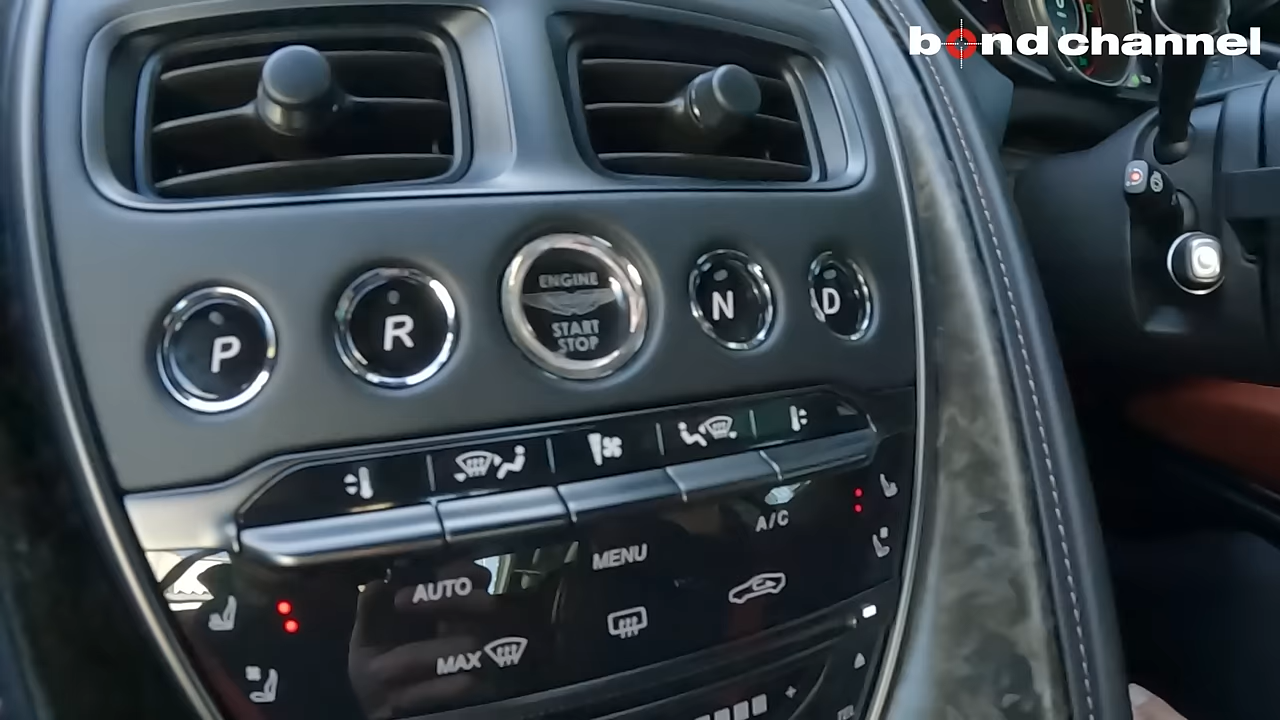 bond channel
ENGINE
START
STOP
P
R
N
D
A/C
MENU
AUTO
MAX